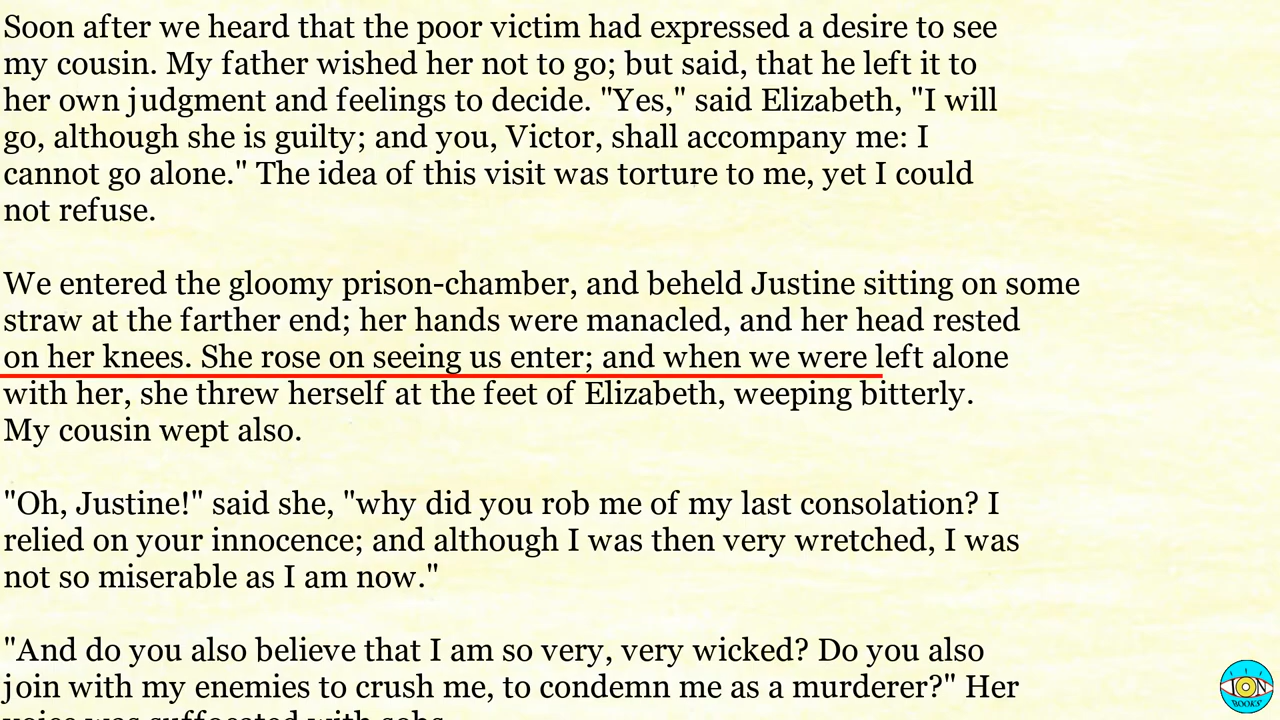 Soon after we heard that the poor victim had expressed a desire to see
my cousin. My father wished her not to go; but said, that he left it to
her own judgment and feelings to decide. "Yes," said Elizabeth, "I will
go, although she is guilty; and you, Victor, shall accompany me: I
cannot go alone." The idea of this visit was torture to me, yet I could
not refuse.
We entered the gloomy prison-chamber, and beheld Justine sitting on some
straw at the farther end; her hands were manacled, and her head rested
on her knees. She rose on seeing us enter; and when we were left alone
with her, she threw herself at the feet of Elizabeth, weeping bitterly.
My cousin wept also.
"Oh, Justine!" said she, "why did you rob me of my last consolation? I
relied on your innocence; and although I was then very wretched, I was
not so miserable as I am now."
"And do you also believe that I am so very, very wicked? Do you also
join with my enemies to crush me, to condemn me as a murderer?" Her
voice was suffocated with sobs.
ION
BOOKS